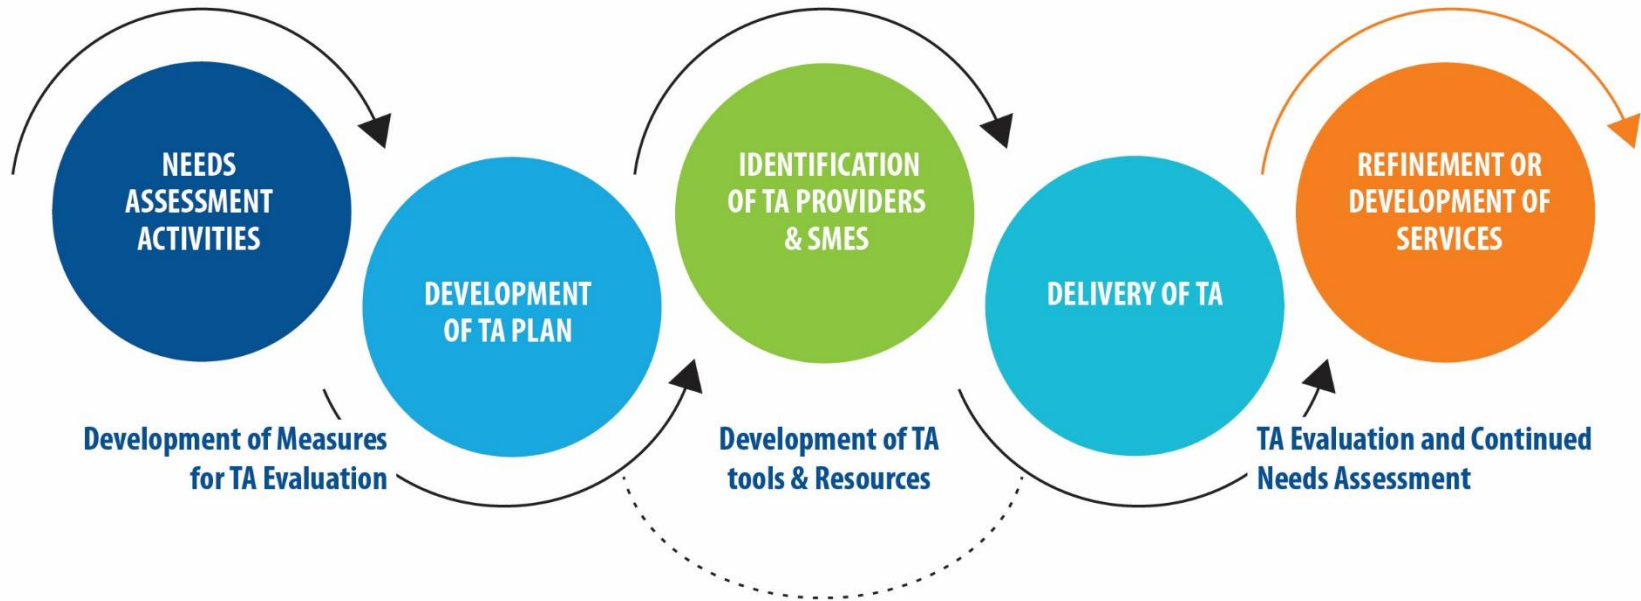 NEEDS
ASSESSMENT
ACTIVITIES
DEVELOPMENT
OF TA PLAN
IDENTIFICATION
OF TA PROVIDERS
& SMES
DELIVERY OF TA
REFINEMENT OR
DEVELOPMENT OF
SERVICES
Development of Measures
for TA Evaluation
Development of TA
tools & Resources
TA Evaluation and Continued
Needs Assessment